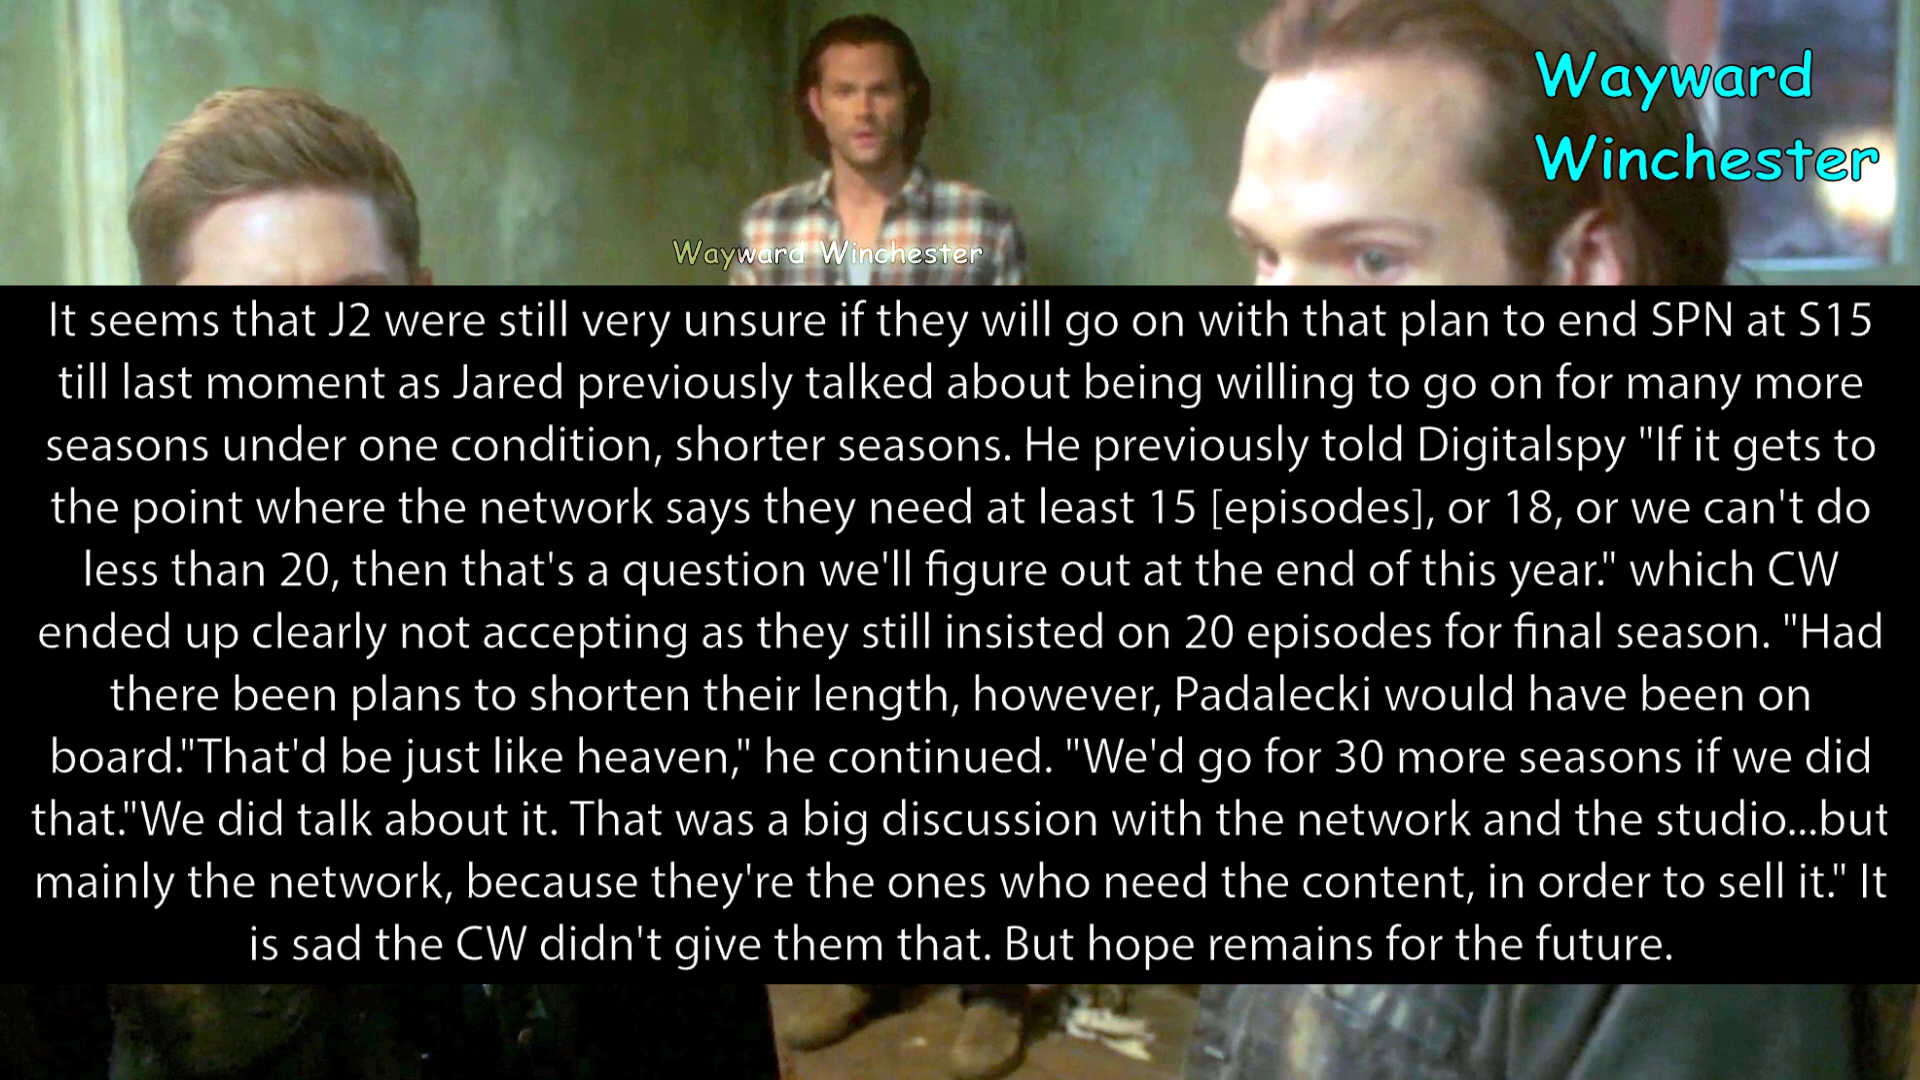 Wayward
Winchester
Wayward Winchester
It seems that J2 were still very unsure if they will go on with that plan to end SPN at S15
till last moment as Jared previously talked about being willing to go on for many more
seasons under one condition, shorter seasons. He previously told Digitalspy "If it gets to
the point where the network says they need at least 15 [episodes], or 18, or we can't do
less than 20, then that's a question we'll figure out at the end of this year." which CW
ended up clearly not accepting as they still insisted on 20 episodes for final season. "Had
there been plans to shorten their length, however, Padalecki would have been on
board."That'd be just like heaven," he continued. "We'd go for 30 more seasons if we did
that."We did talk about it. That was a big discussion with the network and the studio...but
mainly the network, because they're the ones who need the content, in order to sell it." It
is sad the CW didn't give them that. But hope remains for the future.